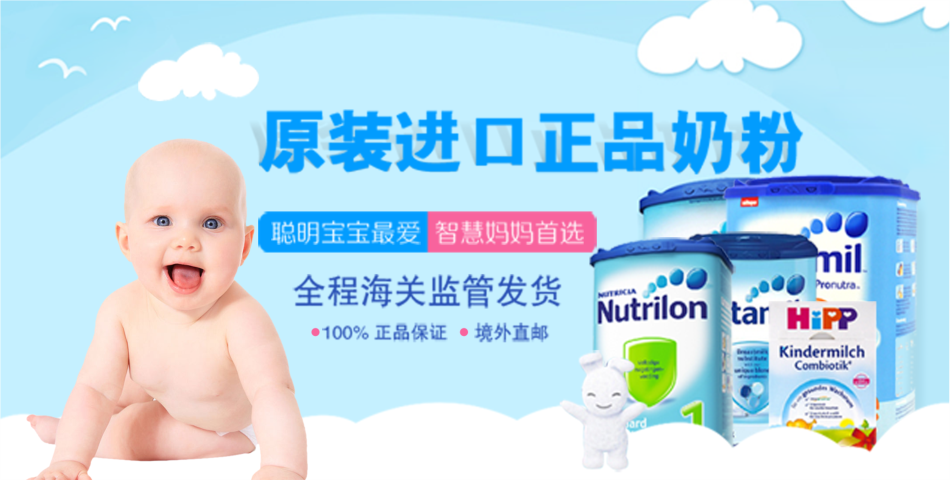 原装进口正品奶粉
聪明宝宝最爱 智慧妈妈首选
全程海关监管发货
•100% 正品保证 • 境外直邮
NUTRICIA
Nutrilon
1
mil
Pronutra
HiPP
Kindermilch
Combiotik